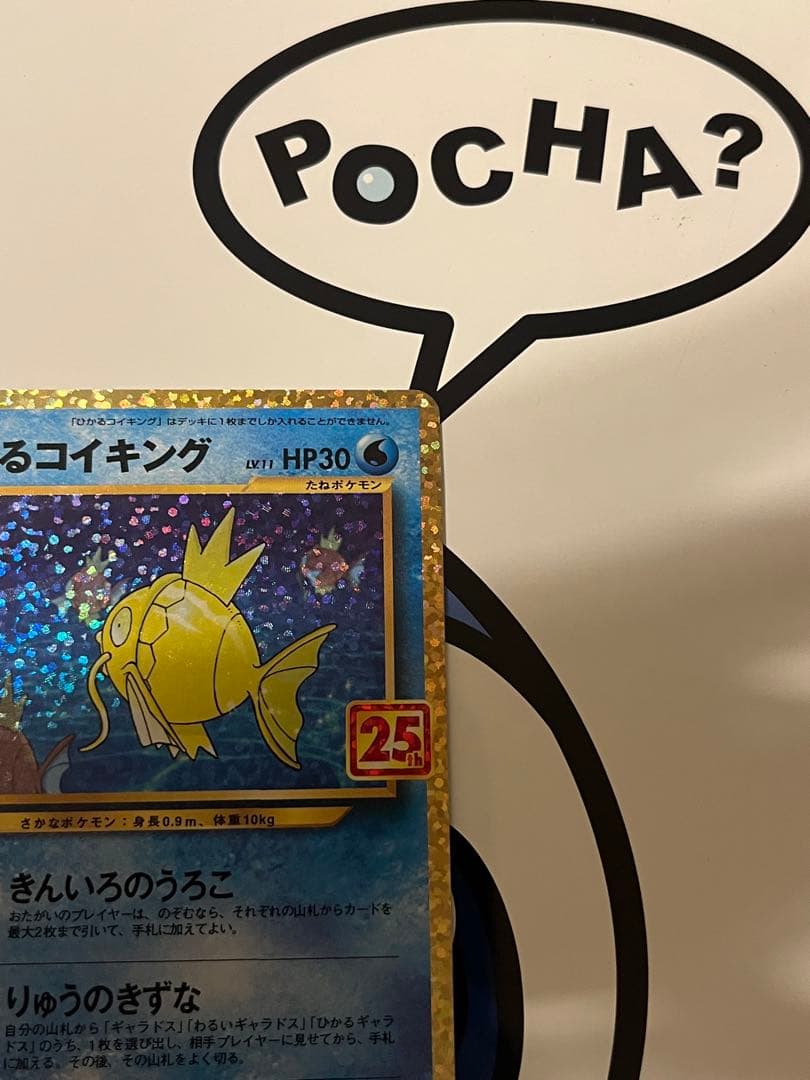 POCHA?
「ひかるコイキング」はデッキに1枚までしか入れることができません。
るコイキング LV.11 HP30
たねポケモン
25th
さかなポケモン：身長0.9m、体重10kg
きんいろのうろこ
おたがいのプレイヤーは、のぞむなら、それぞれの山札からカードを
最大2枚まで引いて、手札に加えてよい。
りゅうのきずな
自分の山札から「ギャラドス」「わるいギャラドス」「ひかるギャラ
ドス」のうち、1枚を選び出し、相手プレイヤーに見せてから、手札
に加える。その後、その山札をよく切る。